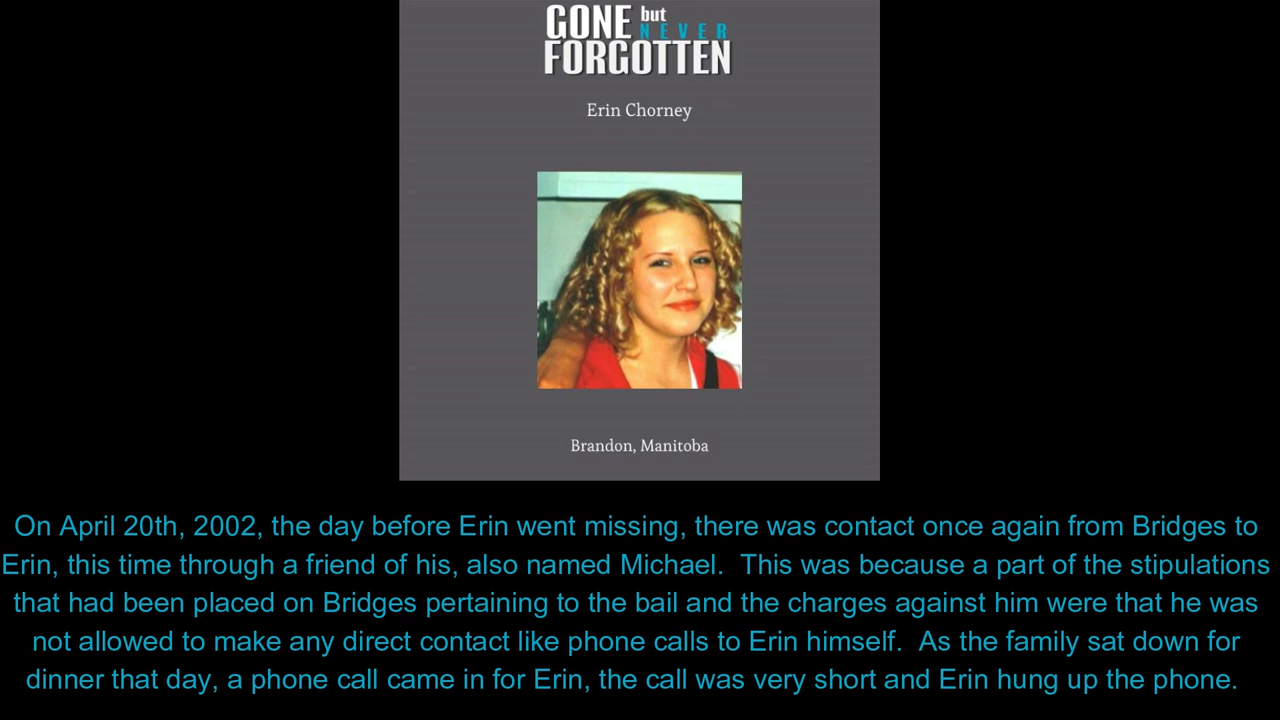 GONE but
NEVER
FORGOTTEN
Erin Chorney
Brandon, Manitoba
On April 20th, 2002, the day before Erin went missing, there was contact once again from Bridges to
Erin, this time through a friend of his, also named Michael.  This was because a part of the stipulations
that had been placed on Bridges pertaining to the bail and the charges against him were that he was
not allowed to make any direct contact like phone calls to Erin himself.  As the family sat down for
dinner that day, a phone call came in for Erin, the call was very short and Erin hung up the phone.